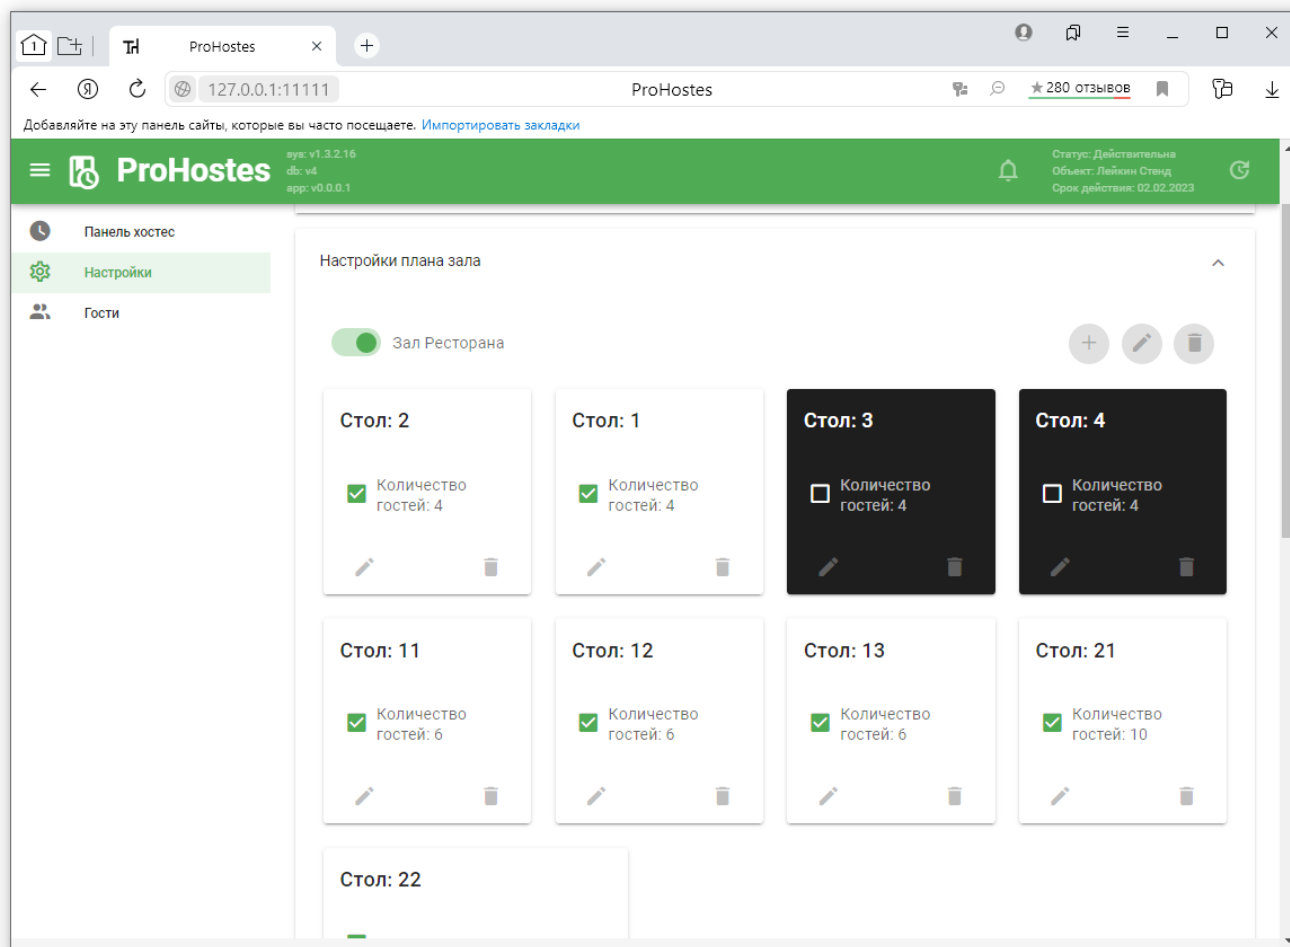 1
TH ProHostes
Я 127.0.0.1:11111 ProHostes ★280 отзывов
Добавляйте на эту панель сайты, которые вы часто посещаете. Импортировать закладки
ProHostes
sys: v1.3.2.16
db: v4
app: v0.0.0.1
Статус: Действительна
Объект: Лейкин Стенд
Срок действия: 02.02.2023
Панель хостес
Настройки
Гости
Настройки плана зала
Зал Ресторана
Стол: 2
Количество
гостей: 4
Стол: 1
Количество
гостей: 4
Стол: 3
Количество
гостей: 4
Стол: 4
Количество
гостей: 4
Стол: 11
Количество
гостей: 6
Стол: 12
Количество
гостей: 6
Стол: 13
Количество
гостей: 6
Стол: 21
Количество
гостей: 10
Стол: 22